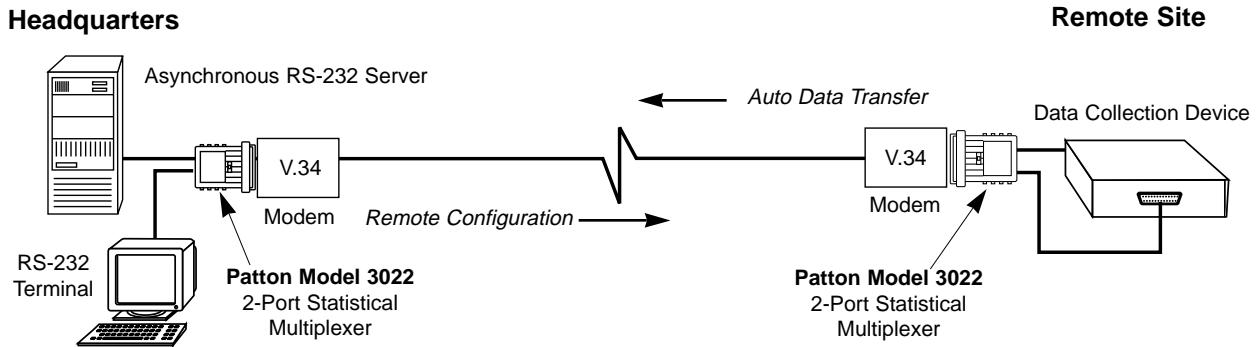 Headquarters
Remote Site
Asynchronous RS-232 Server
Auto Data Transfer
Data Collection Device
V.34
V.34
Modem
Modem
Remote Configuration
RS-232
Terminal
Patton Model 3022
2-Port Statistical
Multiplexer
Patton Model 3022
2-Port Statistical
Multiplexer